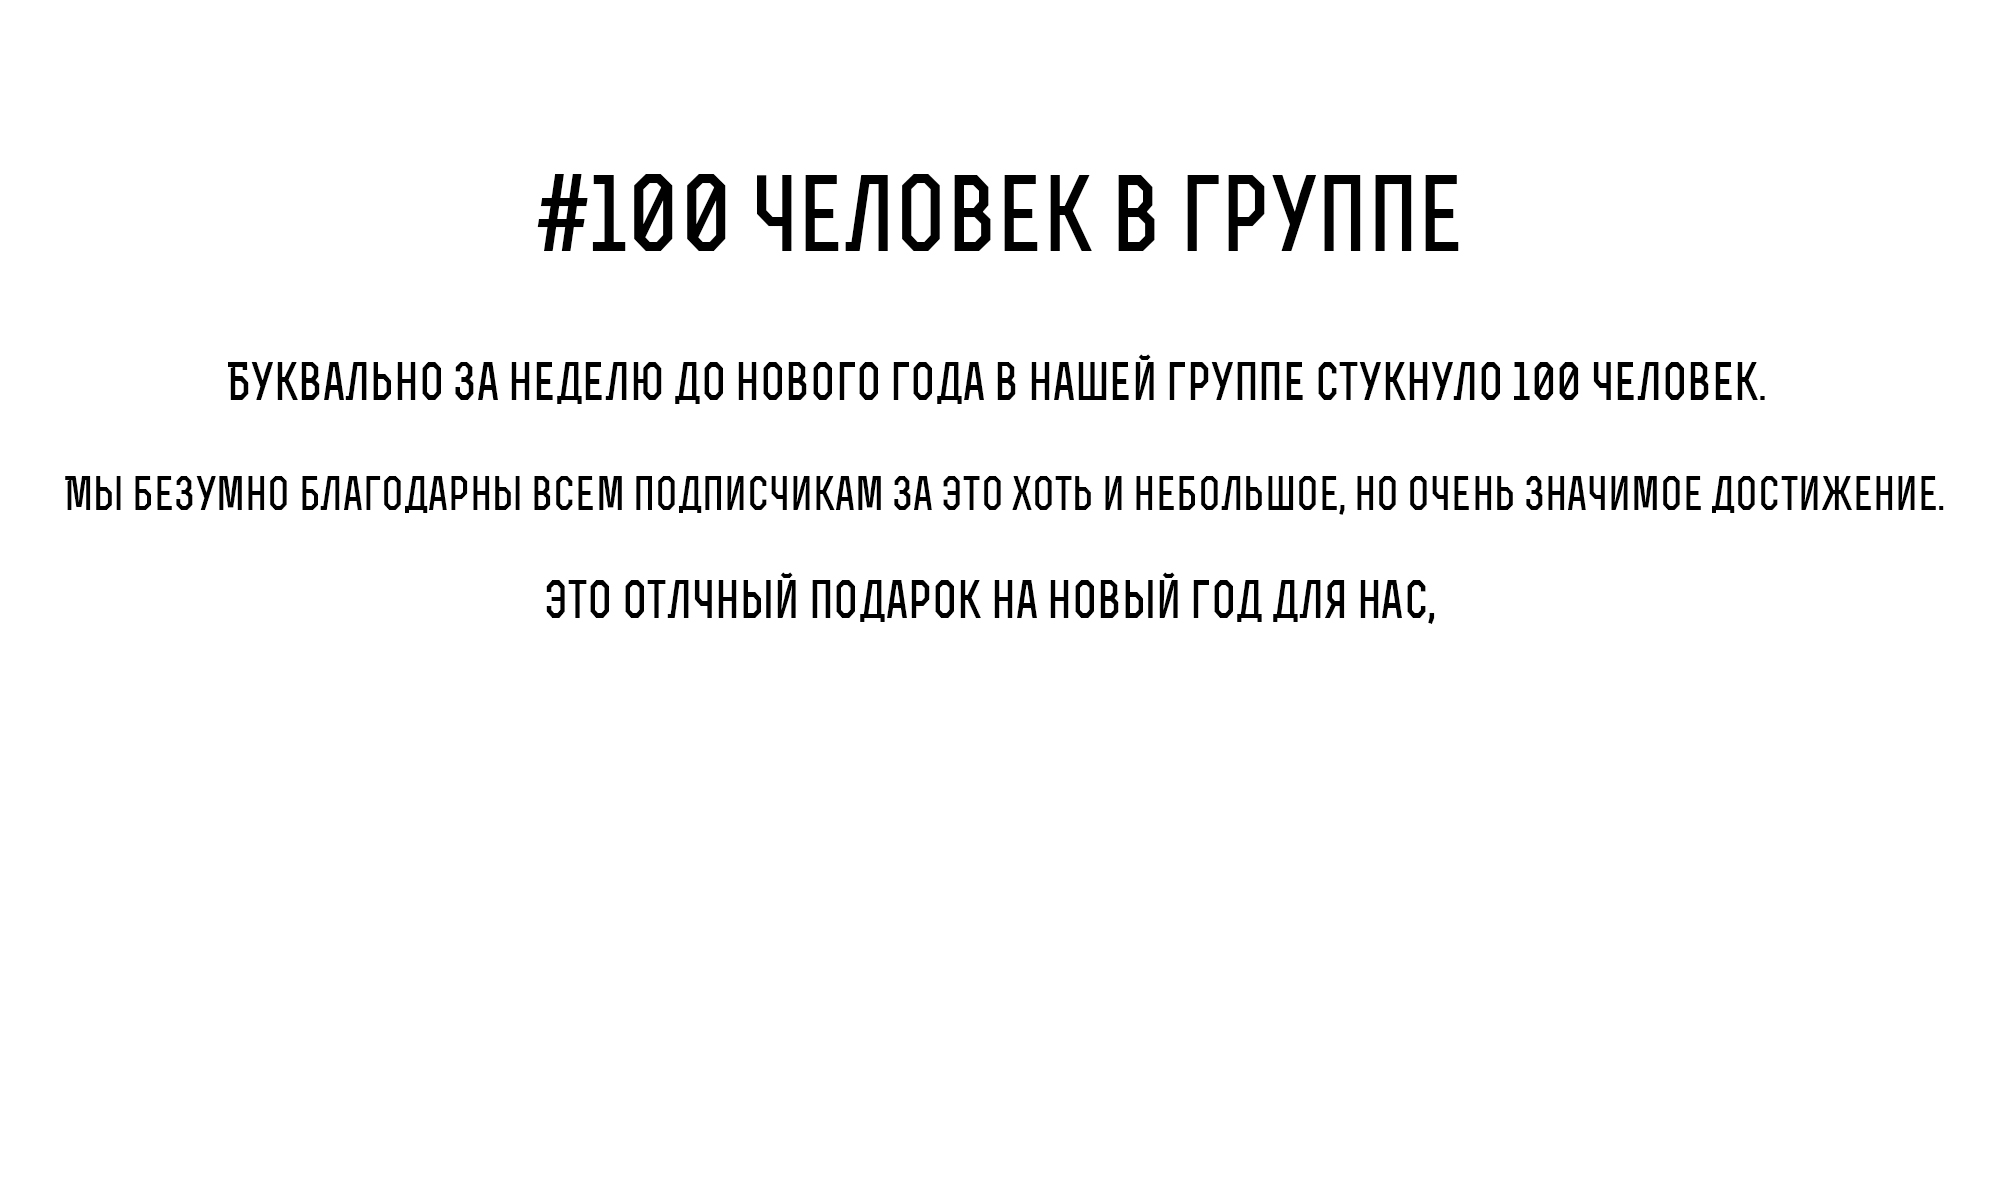 #100 ЧЕЛОВЕК В ГРУППЕ
БУКВАЛЬНО ЗА НЕДЕЛЮ ДО НОВОГО ГОДА В НАШЕЙ ГРУППЕ СТУКНУЛО 100 ЧЕЛОВЕК.
МЫ БЕЗУМНО БЛАГОДАРНЫ ВСЕМ ПОДПИСЧИКАМ ЗА ЭТО ХОТЬ И НЕБОЛЬШОЕ, НО ОЧЕНЬ ЗНАЧИМОЕ ДОСТИЖЕНИЕ.
ЭТО ОТЛЧНЫЙ ПОДАРОК НА НОВЫЙ ГОД ДЛЯ НАС,